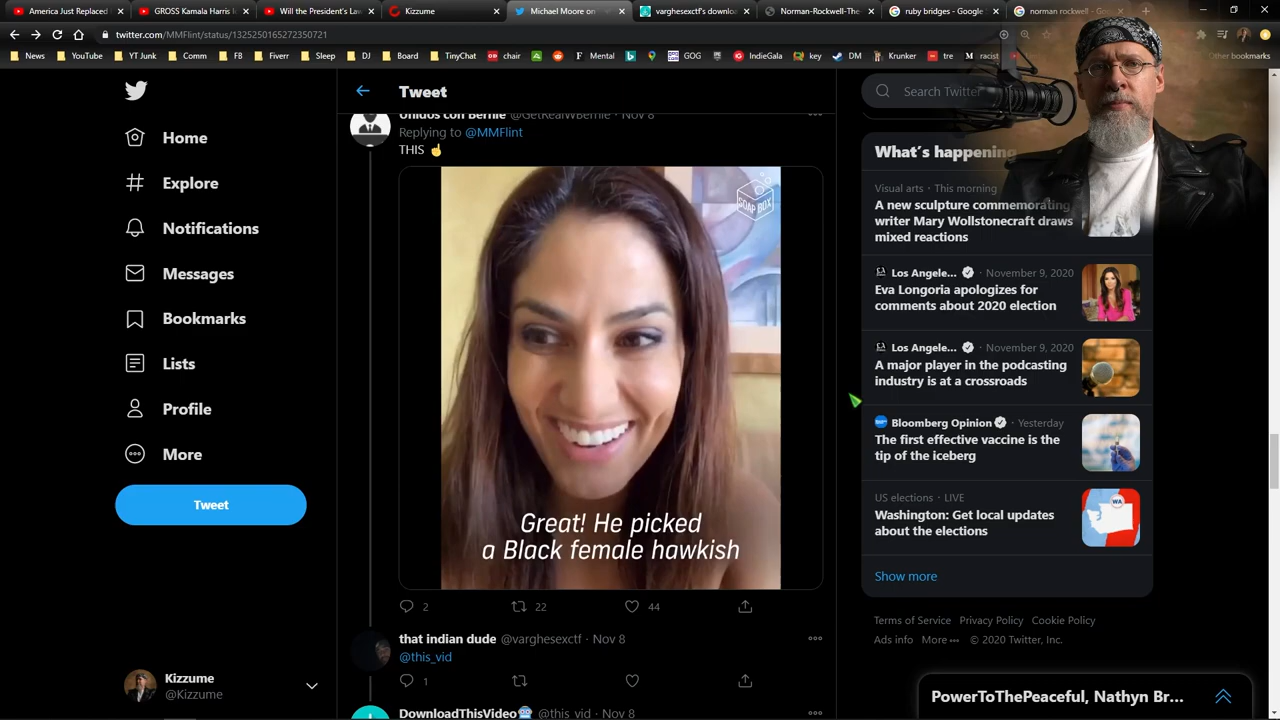 America Just Replaced
GROSS Kamala Harris
Will the President's Law
Kizzume
Michael Moore on
varghesexctf's downlo
Norman-Rockwell-The
ruby bridges - Google
norman rockwell - Goog
twitter.com/MMFlint/status/1325250165272350721
News
YouTube
YT Junk
Comm
FB
Fiverr
Sleep
DJ
Board
TinyChat
chair
Mental
GOG
IndieGala
key
DM
Krunker
tre
racist
Other bookmarks
Home
Explore
Notifications
Messages
Bookmarks
Lists
Profile
More
Tweet
Kizzume
@Kizzume
Tweet
Unidos con Bernie @GetRealWBernie · Nov 8
Replying to @MMFlint
THIS ☝
SOAP BOX
Great! He picked
a Black female hawkish
2 22 44
that indian dude @varghesexctf · Nov 8
@this_vid
1
DownloadThisVideo @this_vid · Nov 8
Search Twitter
What's happening
Visual arts · This morning
A new sculpture commemorating
writer Mary Wollstonecraft draws
mixed reactions
Los Angele... · November 9, 2020
Eva Longoria apologizes for
comments about 2020 election
Los Angele... · November 9, 2020
A major player in the podcasting
industry is at a crossroads
Bloomberg Opinion · Yesterday
The first effective vaccine is the
tip of the iceberg
US elections · LIVE
Washington: Get local updates
about the elections
WA
Show more
Terms of Service Privacy Policy Cookie Policy
Ads info More © 2020 Twitter, Inc.
PowerToThePeaceful, Nathyn Br...